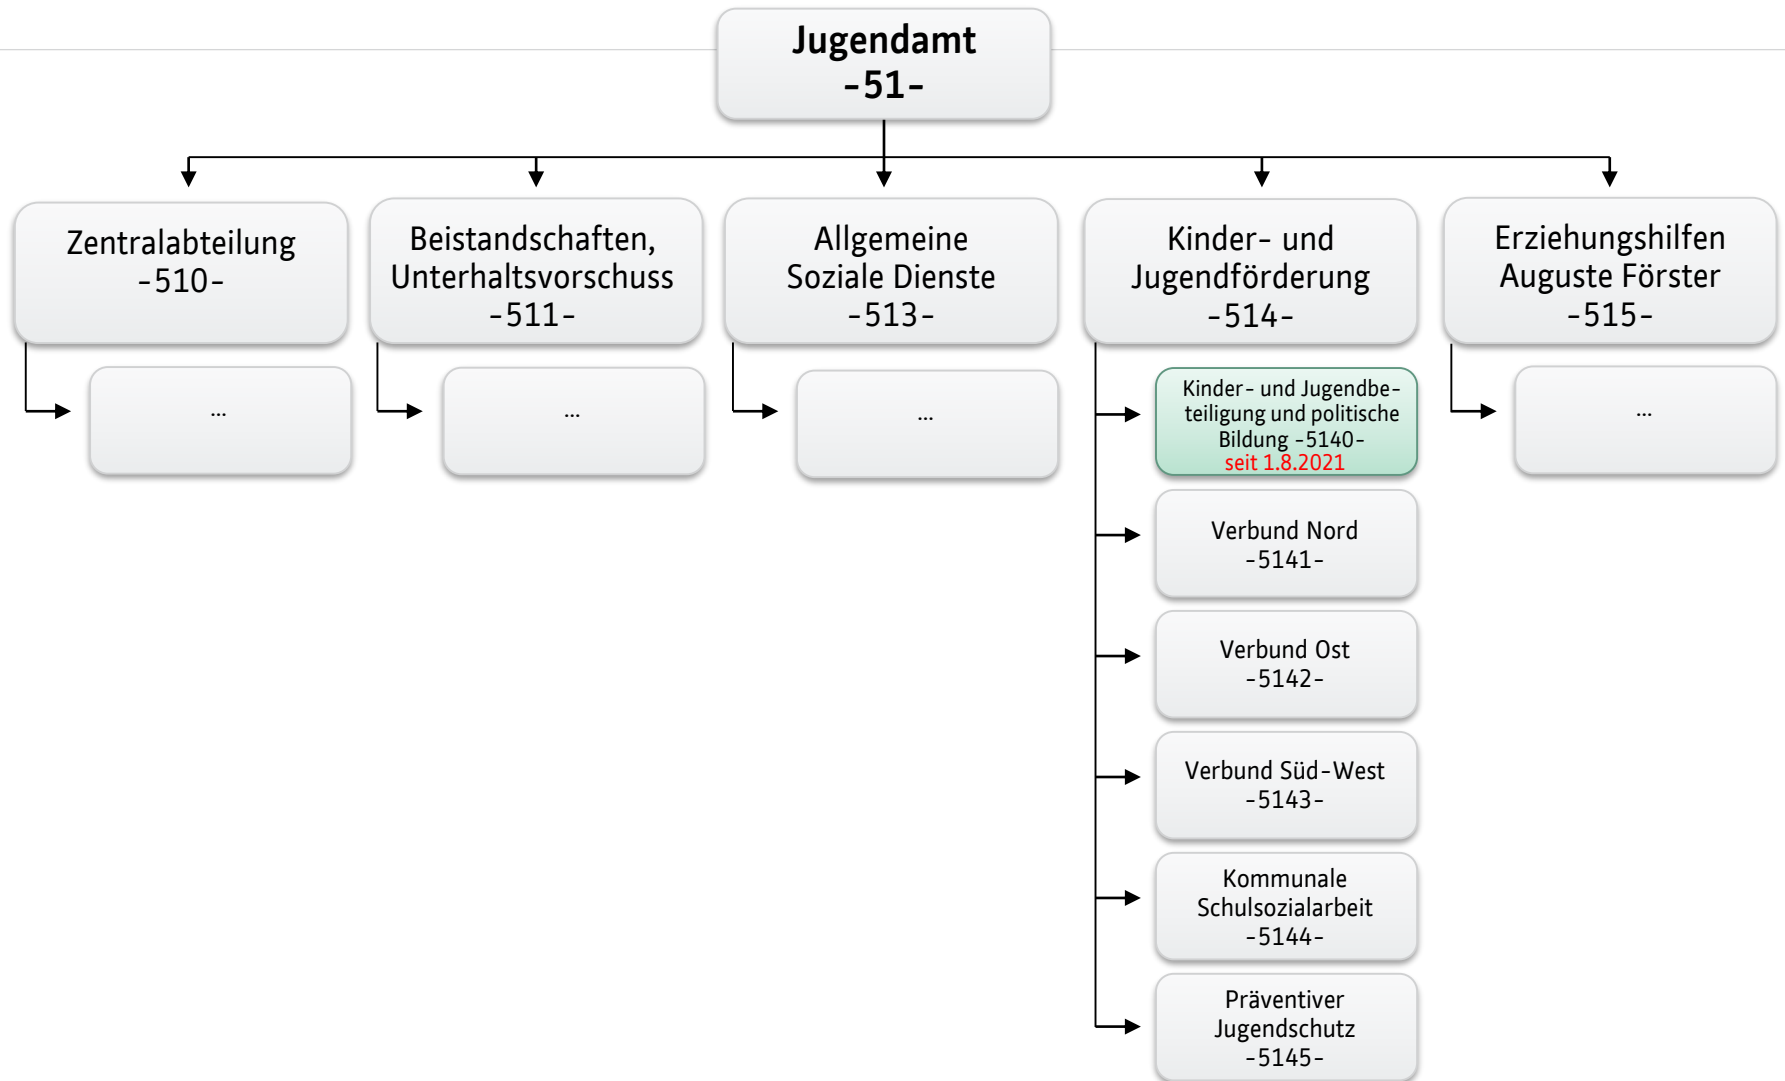 Jugendamt
-51-
Zentralabteilung
-510-
Beistandschaften,
Unterhaltsvorschuss
-511-
Allgemeine
Soziale Dienste
-513-
Kinder- und
Jugendförderung
-514-
Erziehungshilfen
Auguste Förster
-515-
...
...
...
Kinder- und Jugendbe-
teiligung und politische
Bildung -5140-
seit 1.8.2021
...
Verbund Nord
-5141-
Verbund Ost
-5142-
Verbund Süd-West
-5143-
Kommunale
Schulsozialarbeit
-5144-
Präventiver
Jugendschutz
-5145-